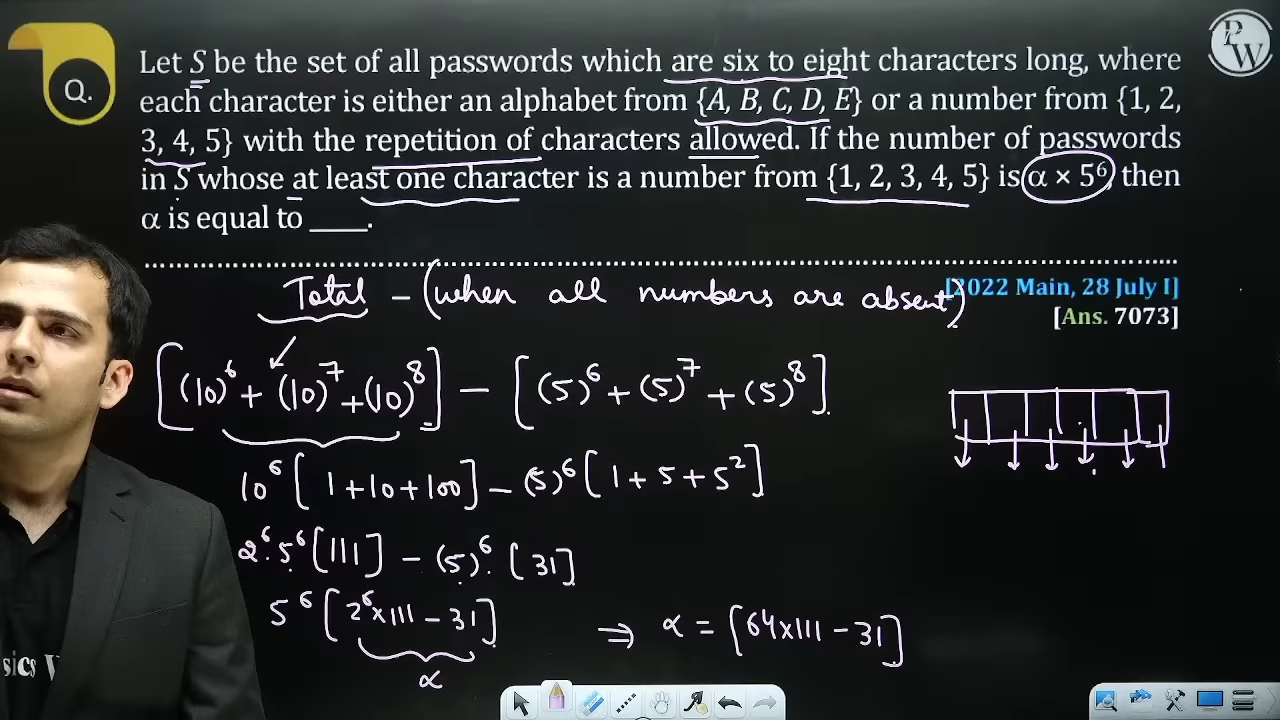 Q.
Let S be the set of all passwords which are six to eight characters long, where
each character is either an alphabet from {A, B, C, D, E} or a number from {1, 2,
3, 4, 5} with the repetition of characters allowed. If the number of passwords
in S whose at least one character is a number from {1, 2, 3, 4, 5} is α × 5⁶, then
α is equal to ____.
PW
Total – (when all numbers are absent)
[2022 Main, 28 July I]
[Ans. 7073]
[(10)⁶ + (10)⁷ + (10)⁸] – [(5)⁶ + (5)⁷ + (5)⁸]
10⁶ [1+10+100] – (5)⁶ [1 + 5 + 5²]
2⁶.5⁶ [111] – (5)⁶ [31]
5⁶ [2⁶×111 – 31] ⇒ α = [64×111 – 31]
α
sics W